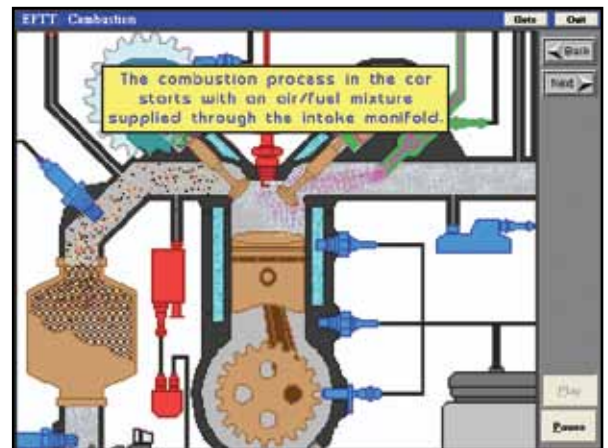 EFTT Combustion
Goto
Quit
The combustion process in the car
starts with an air/fuel mixture
supplied through the intake manifold.
Back
Next
Play
Pause